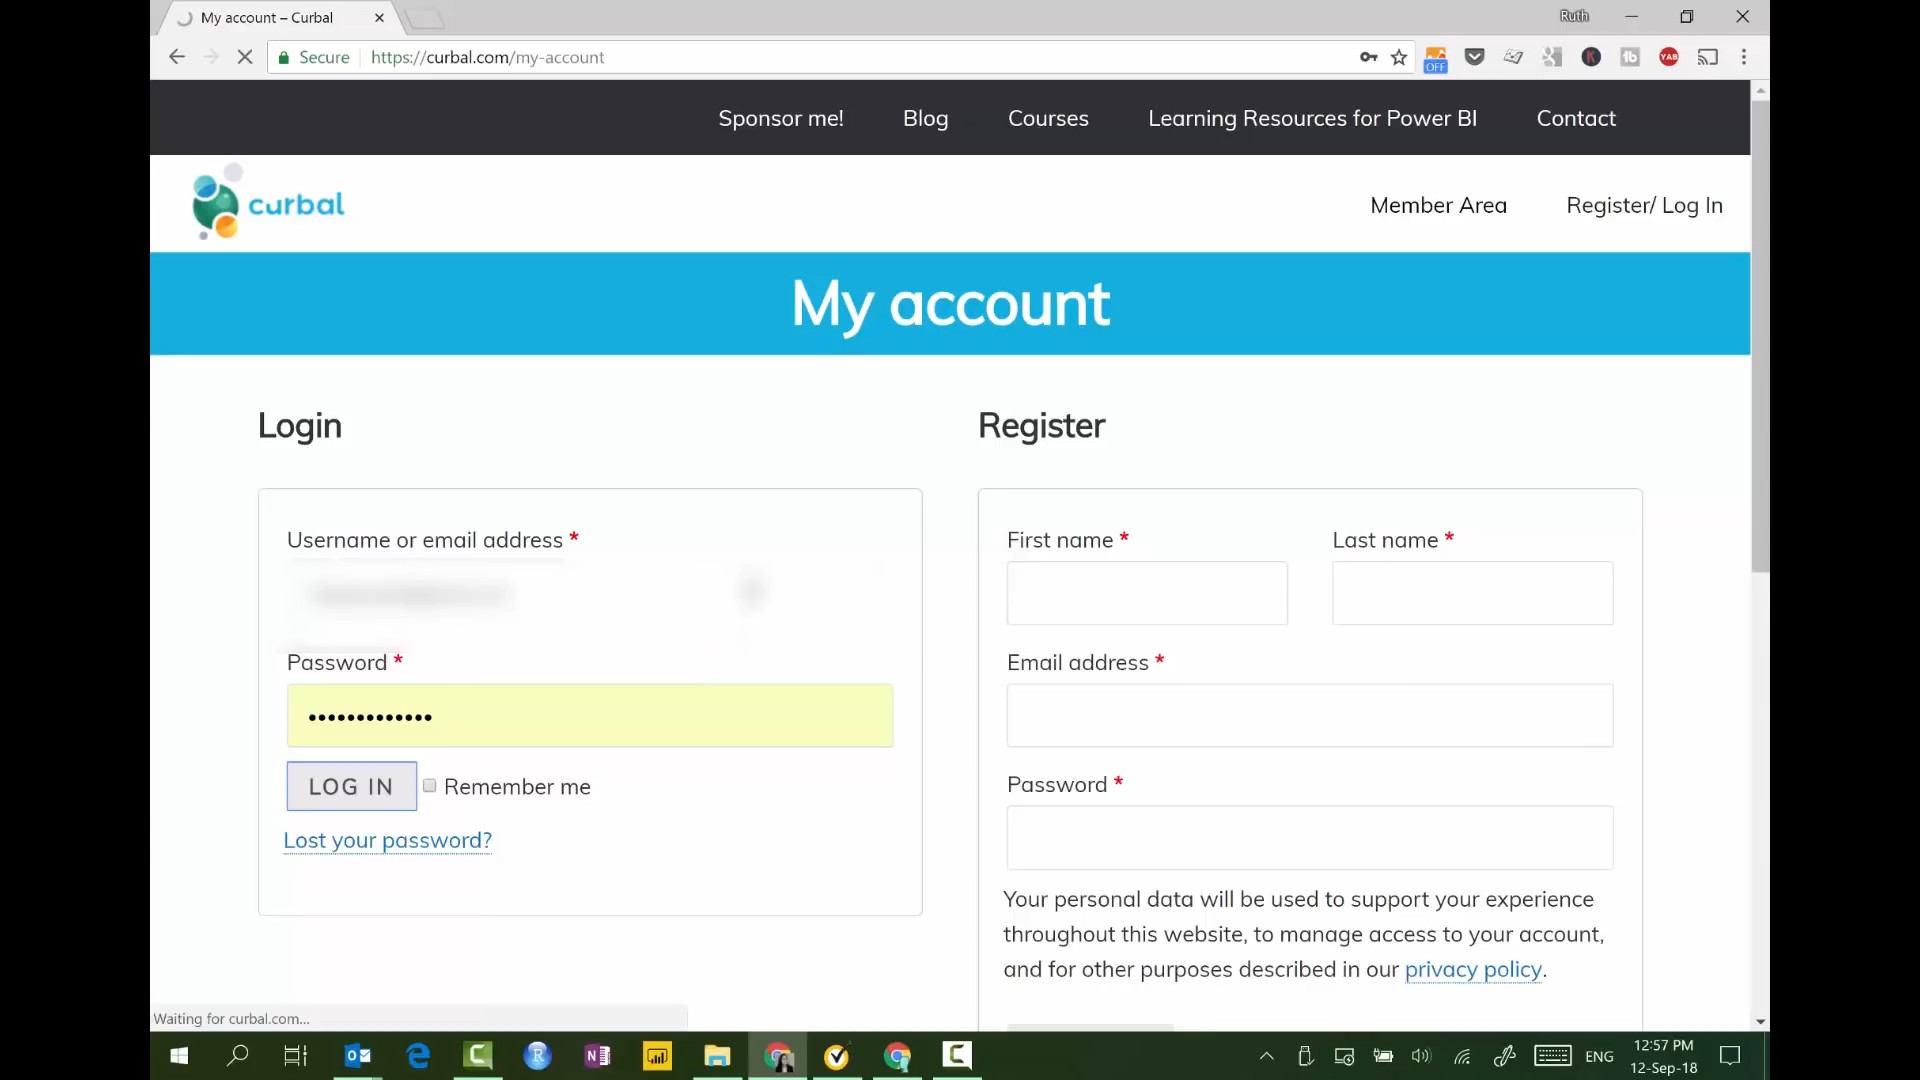 My account – Curbal
Ruth
Secure
https://curbal.com/my-account
OFF
K
tb
YAB
Sponsor me!
Blog
Courses
Learning Resources for Power BI
Contact
curbal
Member Area
Register/ Log In
My account
Login
Register
Username or email address *
First name *
Last name *
Password *
Email address *
LOG IN
Remember me
Password *
Lost your password?
Your personal data will be used to support your experience
throughout this website, to manage access to your account,
and for other purposes described in our privacy policy.
Waiting for curbal.com...
R
N
ENG
12:57 PM
12-Sep-18